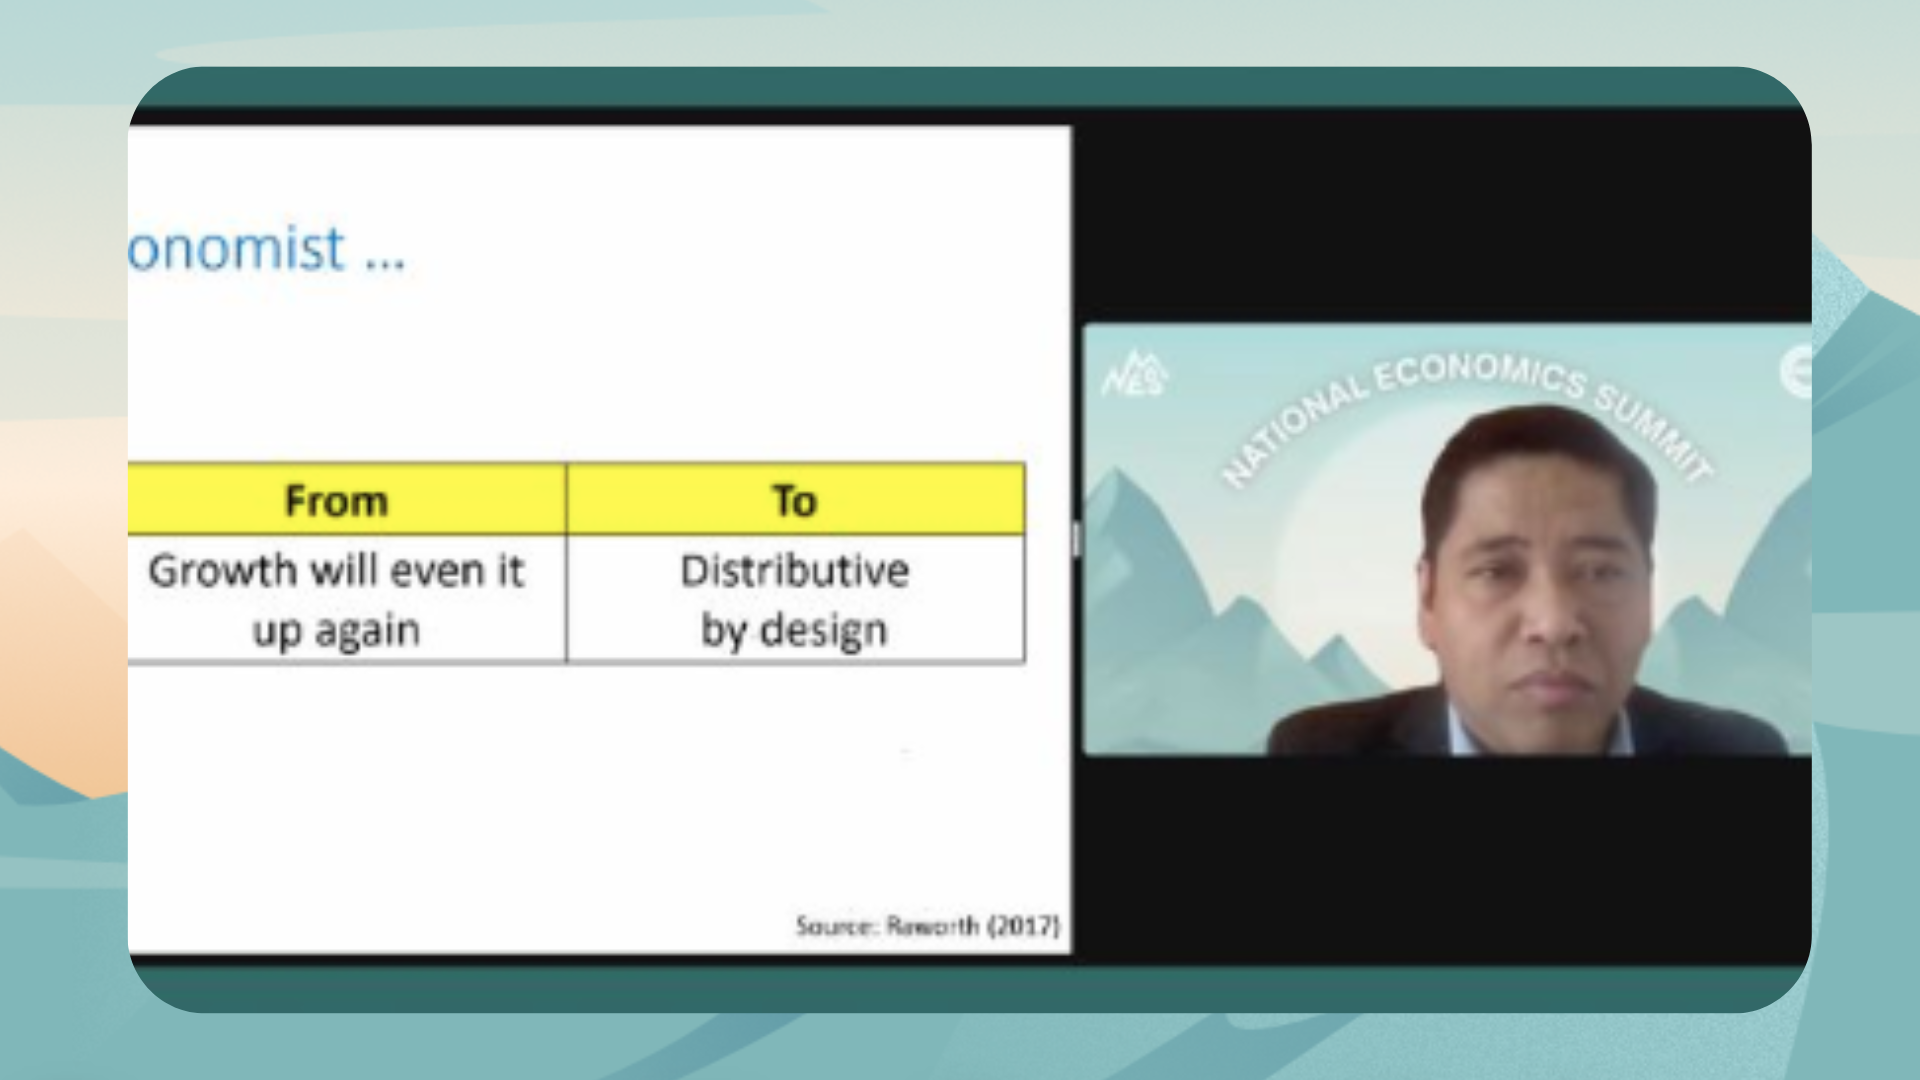 onomist ...
From
To
Growth will even it
up again
Distributive
by design
Source: Raworth (2017)
NES
NATIONAL ECONOMICS SUMMIT